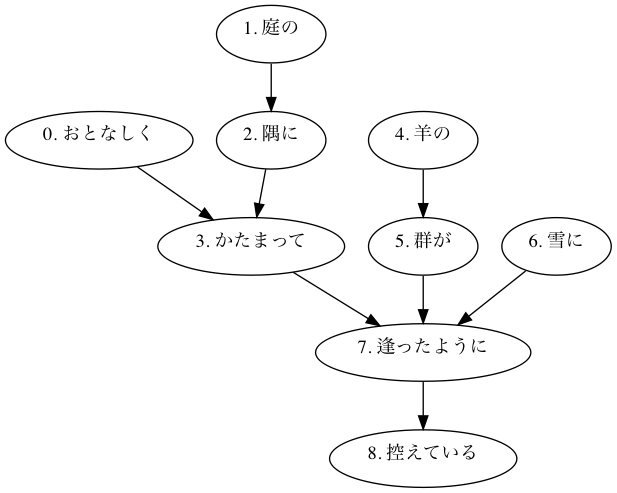 1. 庭の
0. おとなしく
2. 隅に
4. 羊の
3. かたまって
5. 群が
6. 雪に
7. 逢ったように
8. 控えている